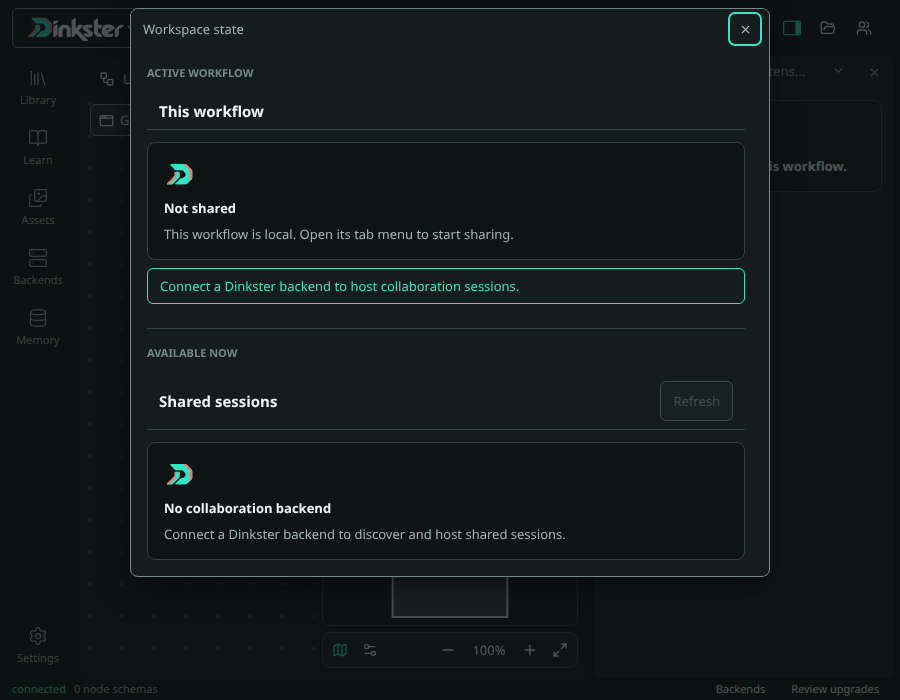 Dinkster
Workspace state
×
tens...
Library
ACTIVE WORKFLOW
This workflow
Learn
Not shared
This workflow is local. Open its tab menu to start sharing.
is workflow.
Assets
Backends
Connect a Dinkster backend to host collaboration sessions.
Memory
AVAILABLE NOW
Shared sessions
Refresh
No collaboration backend
Connect a Dinkster backend to discover and host shared sessions.
100%
Settings
connected 0 node schemas
Backends Review upgrades